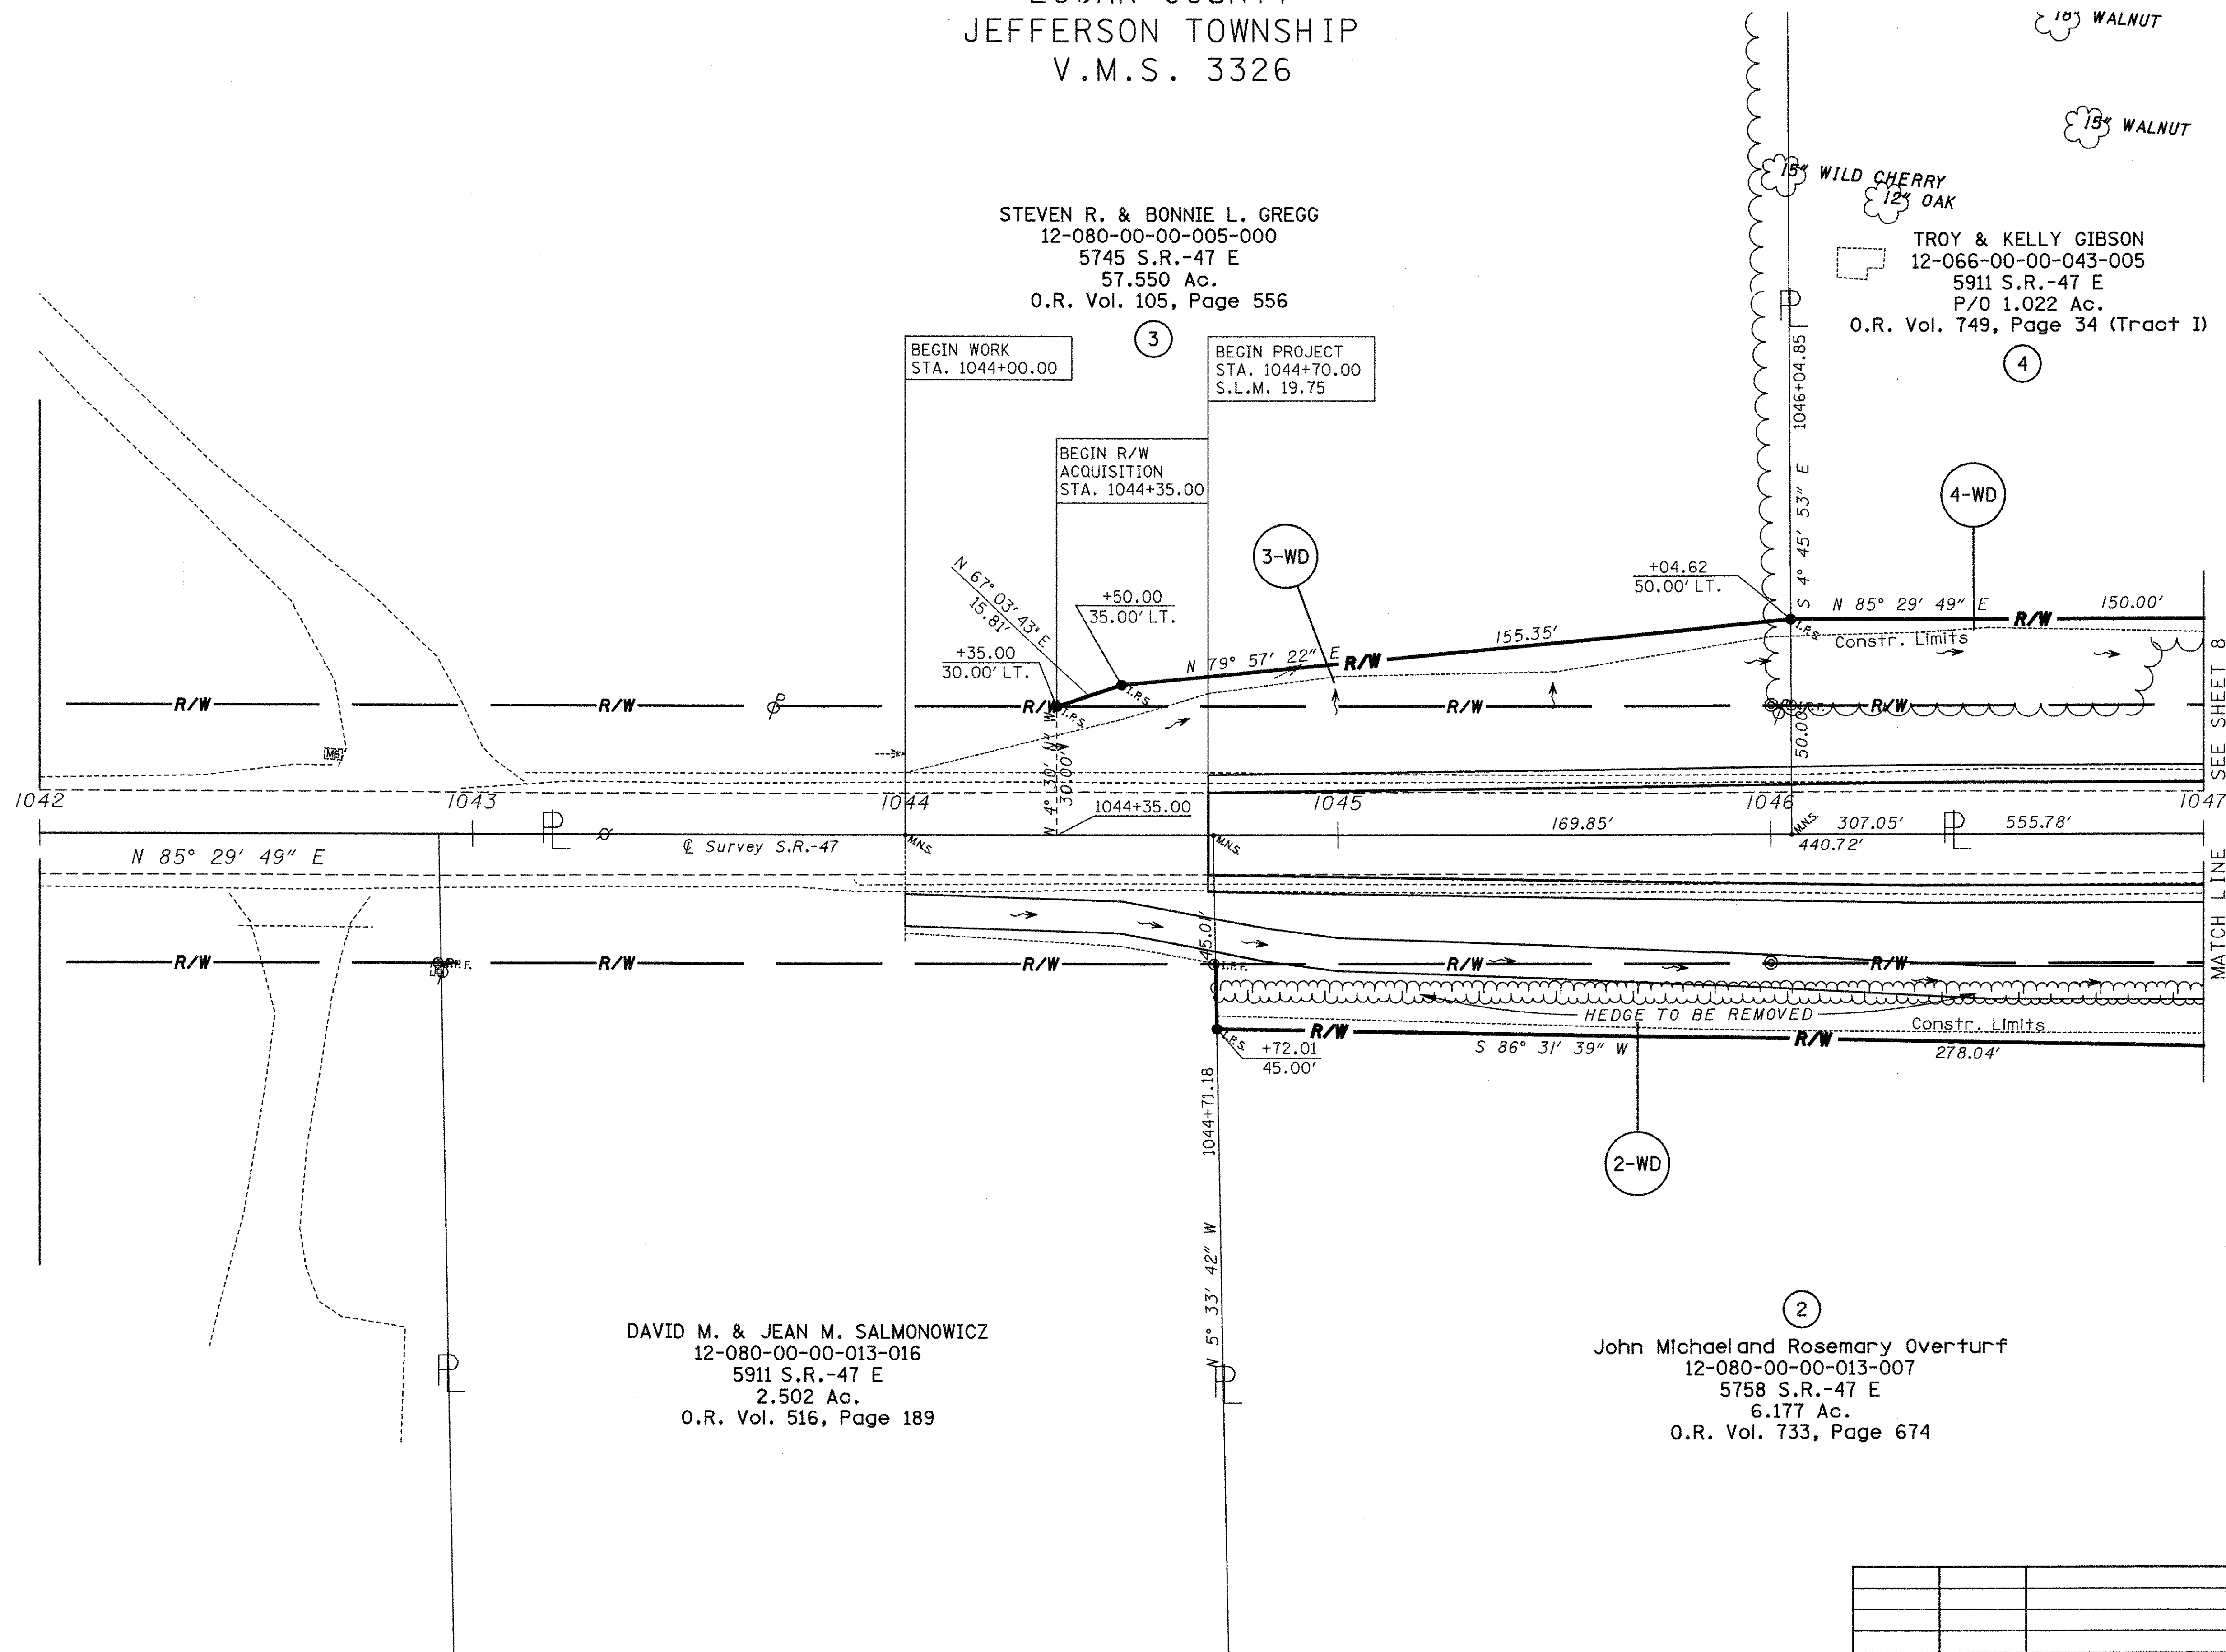 JEFFERSON TOWNSHIP
V.M.S. 3326
18" WALNUT
15" WALNUT
15" WILD CHERRY
12" OAK
STEVEN R. & BONNIE L. GREGG
12-080-00-00-005-000
5745 S.R.-47 E
57.550 Ac.
O.R. Vol. 105, Page 556
3
TROY & KELLY GIBSON
12-066-00-00-043-005
5911 S.R.-47 E
P/O 1.022 Ac.
O.R. Vol. 749, Page 34 (Tract I)
4
PL
1046+04.85
S 4° 45' 53" E
BEGIN WORK
STA. 1044+00.00
BEGIN PROJECT
STA. 1044+70.00
S.L.M. 19.75
BEGIN R/W
ACQUISITION
STA. 1044+35.00
3-WD
4-WD
N 67° 03' 43" E
15.81'
+50.00
35.00' LT.
+35.00
30.00' LT.
+04.62
50.00' LT.
N 79° 57' 22" E
R/W
155.35'
N 85° 29' 49" E
R/W
150.00'
I.P.S.
I.P.S.
I.P.S.
Constr. Limits
R/W
R/W
R/W
R/W
R/W
MB
50.00'
30.00'
1044+35.00
1042
1043
1044
1045
1046
1047
PL
℄ Survey S.R.-47
N 85° 29' 49" E
M.N.S.
M.N.S.
M.N.S.
169.85'
307.05'
440.72'
PL
555.78'
MATCH LINE SEE SHEET 8
45.01'
R/W
I.P.F.
R/W
R/W
I.P.F.
R/W
R/W
HEDGE TO BE REMOVED
Constr. Limits
I.P.S.
R/W
R/W
+72.01
45.00'
S 86° 31' 39" W
278.04'
1044+71.18
N 5° 33' 42" W
2-WD
PL
PL
DAVID M. & JEAN M. SALMONOWICZ
12-080-00-00-013-016
5911 S.R.-47 E
2.502 Ac.
O.R. Vol. 516, Page 189
2
John Michael and Rosemary Overturf
12-080-00-00-013-007
5758 S.R.-47 E
6.177 Ac.
O.R. Vol. 733, Page 674